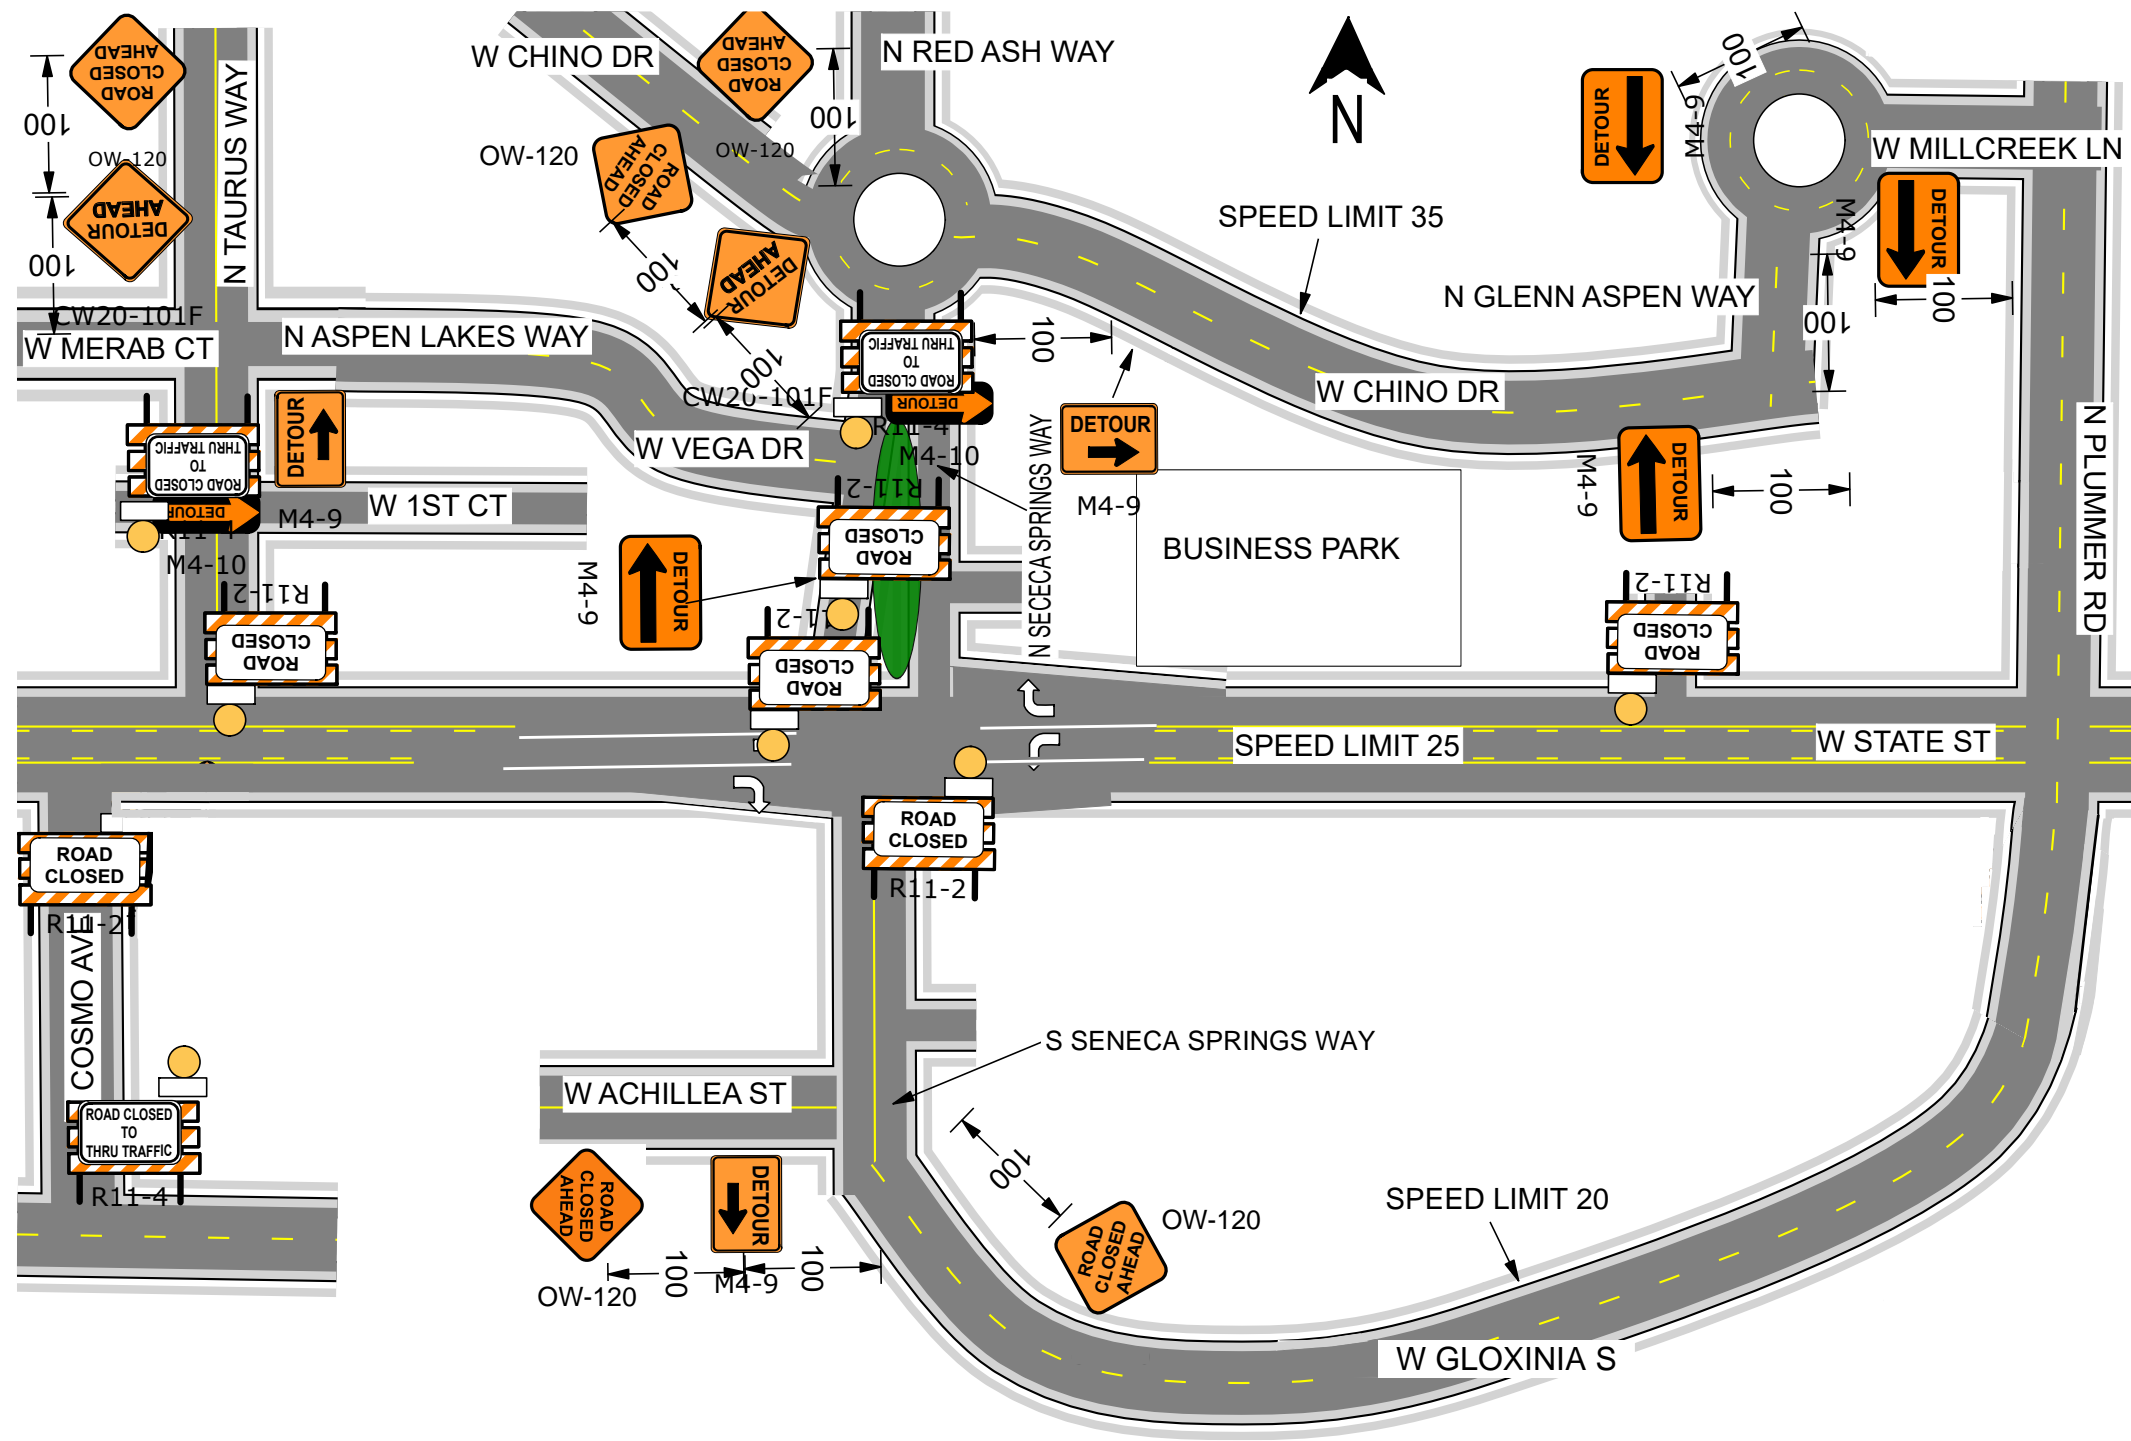 ROAD
CLOSED
AHEAD
100
OW-120
DETOUR
AHEAD
100
CW20-101F
W MERAB CT
N TAURUS WAY
N ASPEN LAKES WAY
W CHINO DR
ROAD
CLOSED
AHEAD
100
OW-120
N RED ASH WAY
OW-120
ROAD
CLOSED
AHEAD
100
DETOUR
AHEAD
100
CW20-101F
N
SPEED LIMIT 35
100
DETOUR
M4-9
W MILLCREEK LN
M4-9
DETOUR
100
N GLENN ASPEN WAY
100
W CHINO DR
ROAD CLOSED
TO
THRU TRAFFIC
DETOUR
R11-4
M4-10
100
DETOUR
M4-9
W VEGA DR
N SECECA SPRINGS WAY
BUSINESS PARK
M4-9
DETOUR
100
N PLUMMER RD
ROAD CLOSED
TO
THRU TRAFFIC
DETOUR
R11-4
M4-10
DETOUR
M4-9
W 1ST CT
R11-2
ROAD
CLOSED
M4-9
DETOUR
R11-2
ROAD
CLOSED
11-2
ROAD
CLOSED
R11-2
ROAD
CLOSED
SPEED LIMIT 25
W STATE ST
ROAD
CLOSED
R11-2
COSMO AVE
ROAD
CLOSED
R11-2
ROAD CLOSED
TO
THRU TRAFFIC
R11-4
S SENECA SPRINGS WAY
W ACHILLEA ST
ROAD
CLOSED
AHEAD
OW-120
100
DETOUR
M4-9
100
100
ROAD
CLOSED
AHEAD
OW-120
SPEED LIMIT 20
W GLOXINIA S